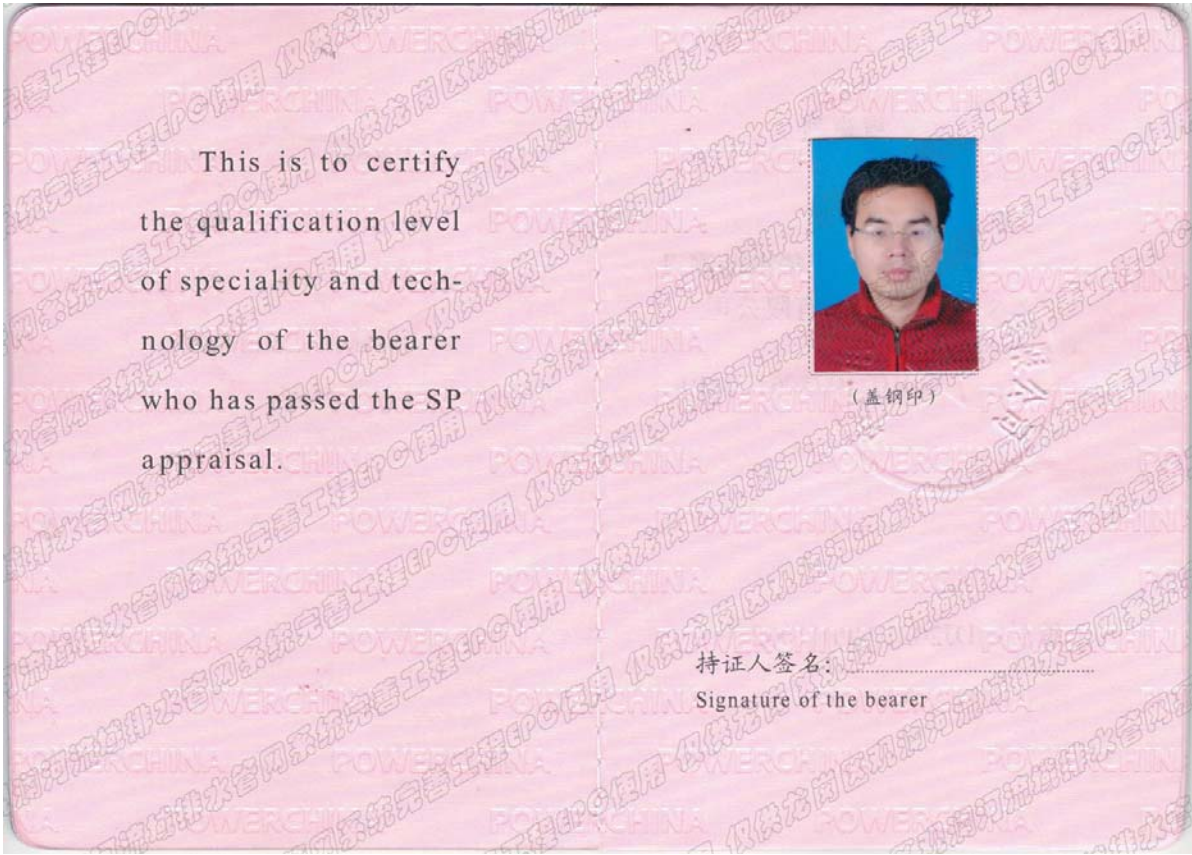 This is to certify
the qualification level
of speciality and tech-
nology of the bearer
who has passed the SP
appraisal.
(盖钢印)
持证人签名:
Signature of the bearer
POWERCHINA
仅供龙岗区观澜河流域排水管网系统完善工程EPC使用